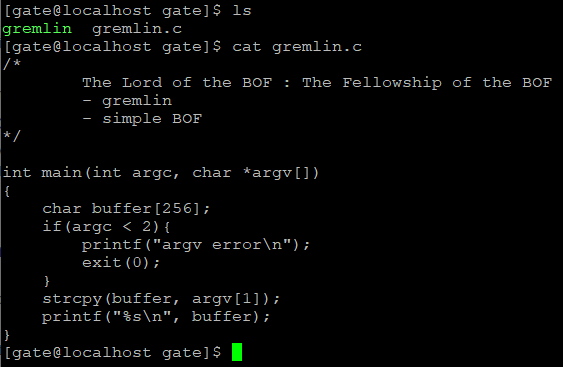 [gate@localhost gate]$ ls
gremlin  gremlin.c
[gate@localhost gate]$ cat gremlin.c
/*
        The Lord of the BOF : The Fellowship of the BOF
        - gremlin
        - simple BOF
*/

int main(int argc, char *argv[])
{
    char buffer[256];
    if(argc < 2){
        printf("argv error\n");
        exit(0);
    }
    strcpy(buffer, argv[1]);
    printf("%s\n", buffer);
}
[gate@localhost gate]$